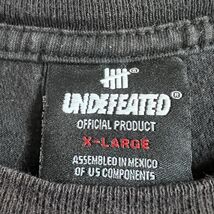 UNDEFEATED®
OFFICIAL PRODUCT
X-LARGE
ASSEMBLED IN MEXICO
OF US COMPONENTS